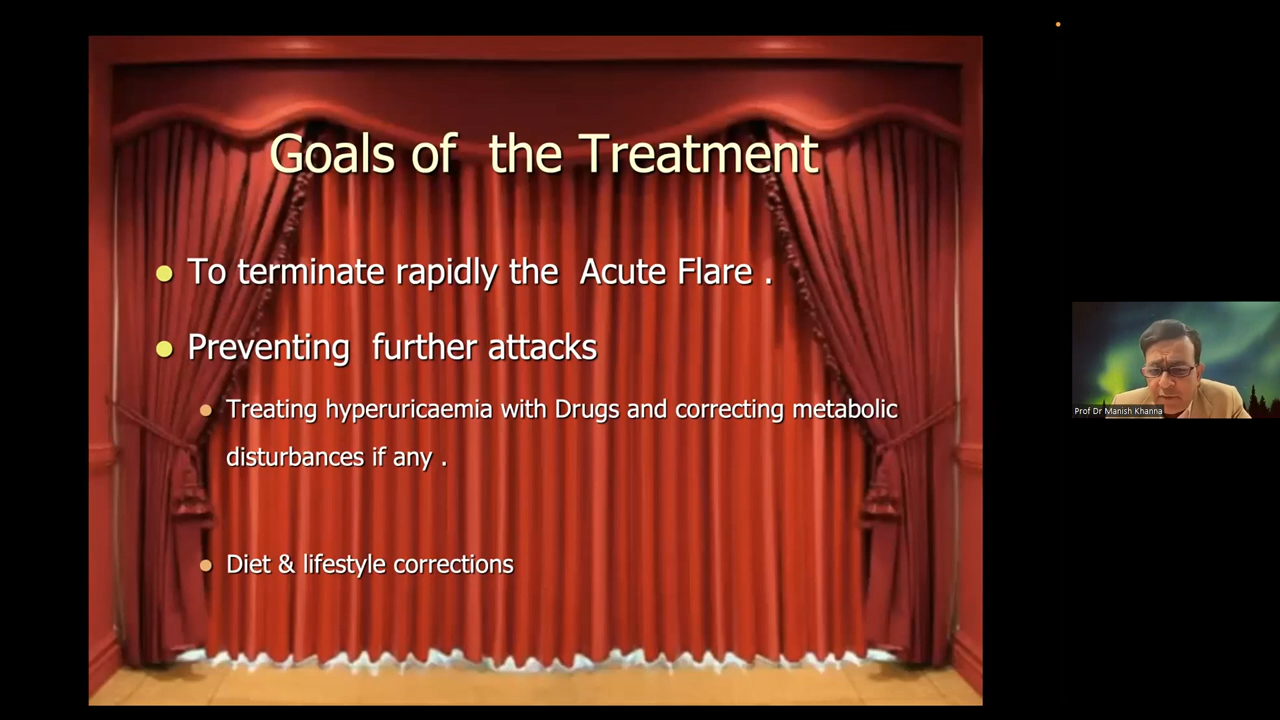 Goals of the Treatment
To terminate rapidly the Acute Flare .
Preventing further attacks
Treating hyperuricaemia with Drugs and correcting metabolic
disturbances if any .
Diet & lifestyle corrections
Prof Dr Manish Khanna